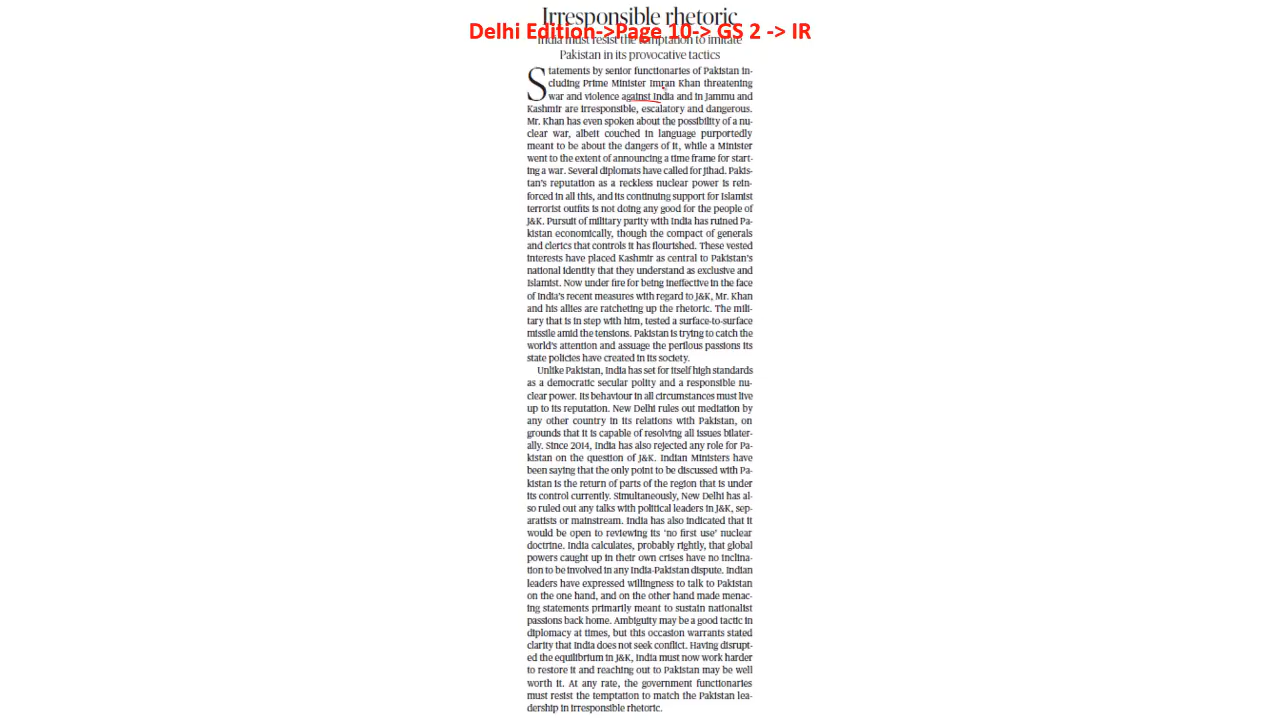 Irresponsible rhetoric
Delhi Edition->Page 10-> GS 2 -> IR
India must resist the temptation to imitate
Pakistan in its provocative tactics
Statements by senior functionaries of Pakistan in-
cluding Prime Minister Imran Khan threatening
war and violence against India and in Jammu and
Kashmir are irresponsible, escalatory and dangerous.
Mr. Khan has even spoken about the possibility of a nu-
clear war, albeit couched in language purportedly
meant to be about the dangers of it, while a Minister
went to the extent of announcing a time frame for start-
ing a war. Several diplomats have called for jihad. Pakis-
tan's reputation as a reckless nuclear power is rein-
forced in all this, and its continuing support for Islamist
terrorist outfits is not doing any good for the people of
J&K. Pursuit of military parity with India has ruined Pa-
kistan economically, though the compact of generals
and clerics that controls it has flourished. These vested
interests have placed Kashmir as central to Pakistan's
national identity that they understand as exclusive and
Islamist. Now under fire for being ineffective in the face
of India's recent measures with regard to J&K, Mr. Khan
and his allies are ratcheting up the rhetoric. The mili-
tary that is in step with him, tested a surface-to-surface
missile amid the tensions. Pakistan is trying to catch the
world's attention and assuage the perilous passions its
state policies have created in its society.
Unlike Pakistan, India has set for itself high standards
as a democratic secular polity and a responsible nu-
clear power. Its behaviour in all circumstances must live
up to its reputation. New Delhi rules out mediation by
any other country in its relations with Pakistan, on
grounds that it is capable of resolving all issues bilater-
ally. Since 2014, India has also rejected any role for Pa-
kistan on the question of J&K. Indian Ministers have
been saying that the only point to be discussed with Pa-
kistan is the return of parts of the region that is under
its control currently. Simultaneously, New Delhi has al-
so ruled out any talks with political leaders in J&K, sep-
aratists or mainstream. India has also indicated that it
would be open to reviewing its 'no first use' nuclear
doctrine. India calculates, probably rightly, that global
powers caught up in their own crises have no inclina-
tion to be involved in any India-Pakistan dispute. Indian
leaders have expressed willingness to talk to Pakistan
on the one hand, and on the other hand made menac-
ing statements primarily meant to sustain nationalist
passions back home. Ambiguity may be a good tactic in
diplomacy at times, but this occasion warrants stated
clarity that India does not seek conflict. Having disrupt-
ed the equilibrium in J&K, India must now work harder
to restore it and reaching out to Pakistan may be well
worth it. At any rate, the government functionaries
must resist the temptation to match the Pakistan lea-
dership in irresponsible rhetoric.